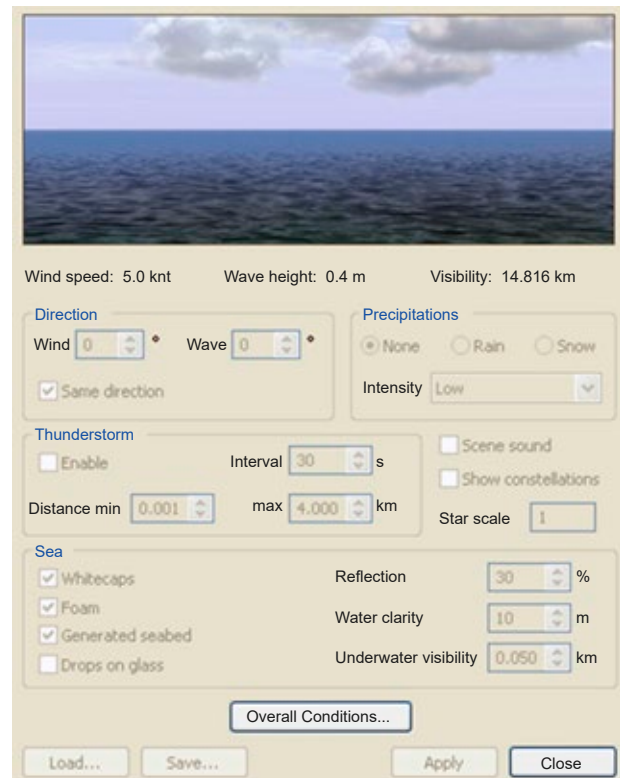 Wind speed: 5.0 knt Wave height: 0.4 m Visibility: 14.816 km
Direction
Wind 0 ° Wave 0 °
Same direction
Precipitations
None Rain Snow
Intensity Low
Thunderstorm
Enable Interval 30 s
Distance min 0.001 max 4.000 km
Scene sound
Show constellations
Star scale 1
Sea
Whitecaps
Foam
Generated seabed
Drops on glass
Reflection 30 %
Water clarity 10 m
Underwater visibility 0.050 km
Overall Conditions...
Load... Save... Apply Close